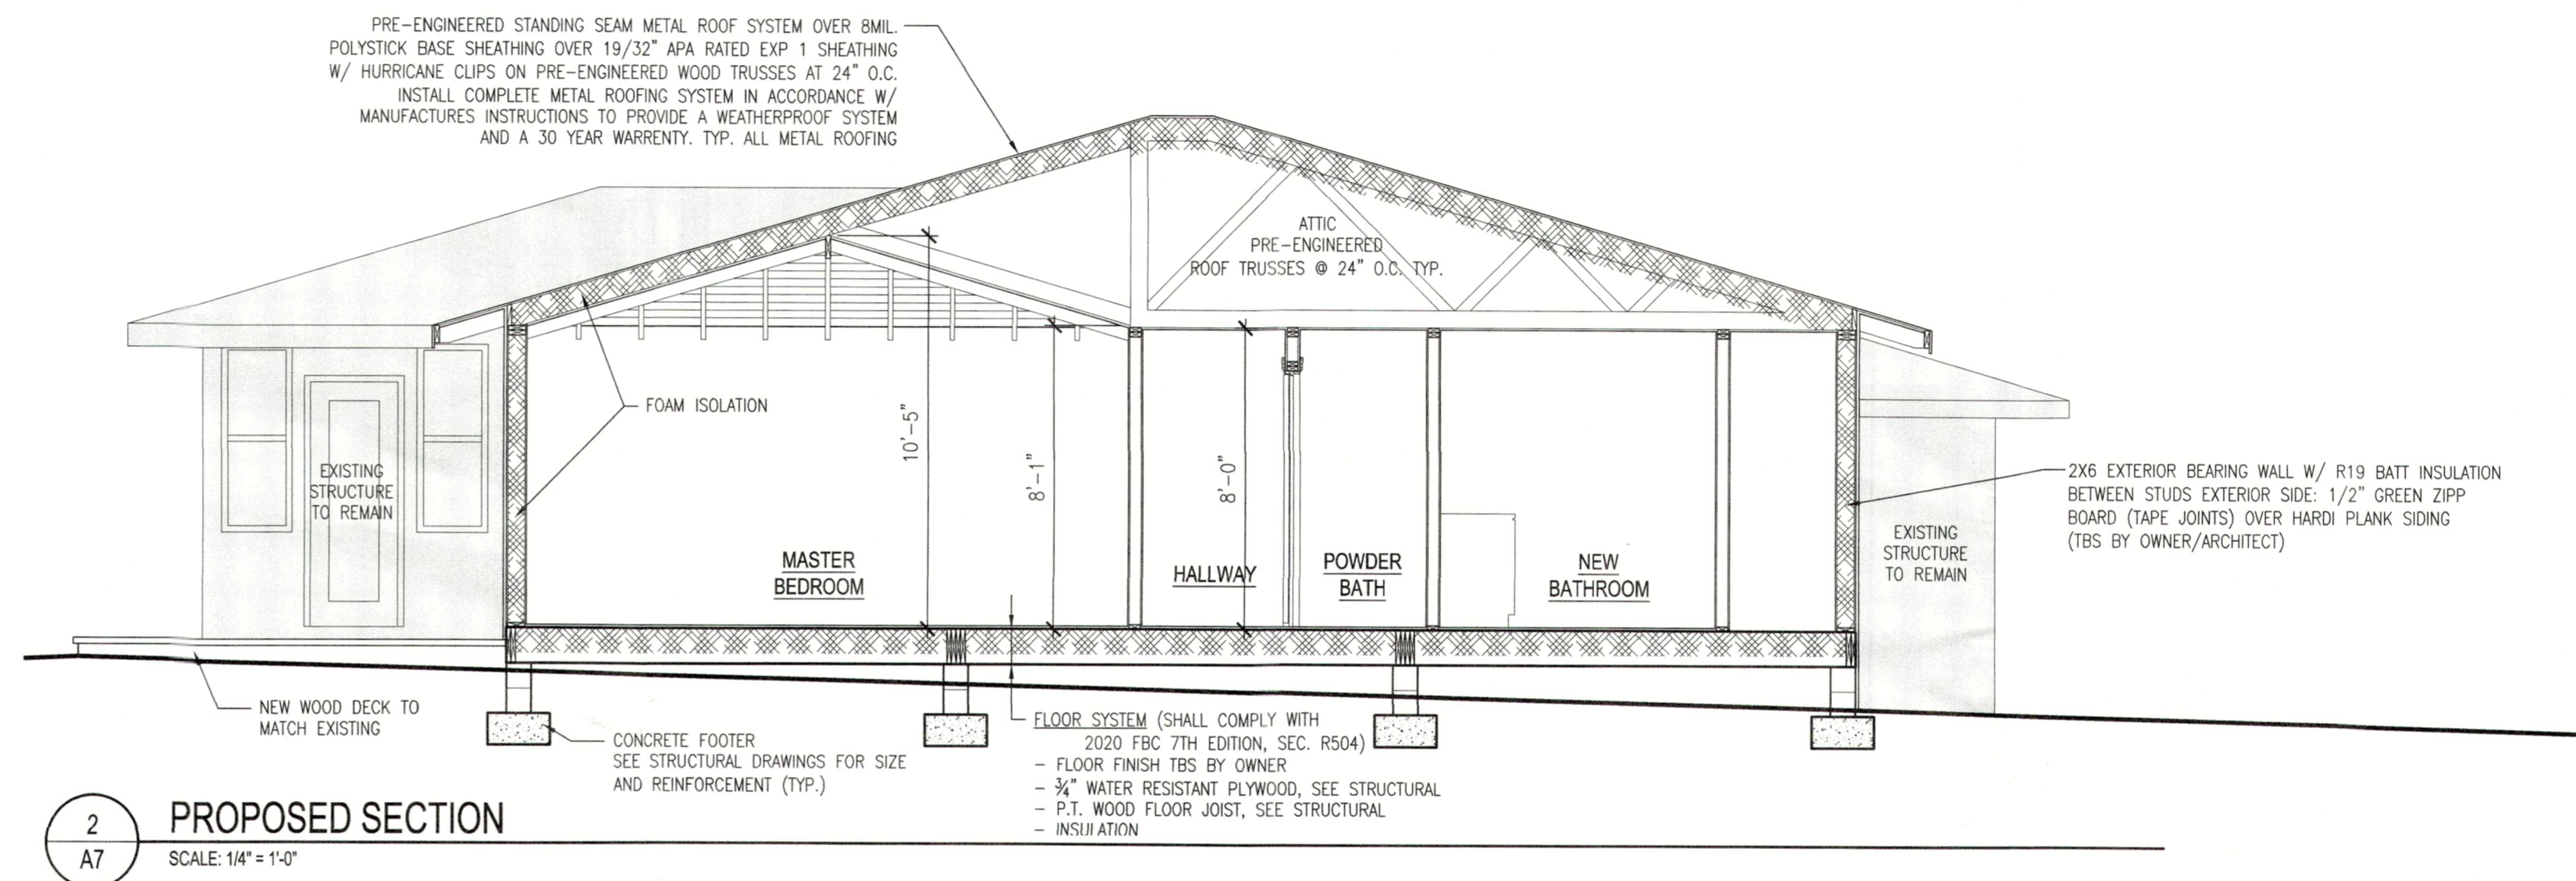 PRE-ENGINEERED STANDING SEAM METAL ROOF SYSTEM OVER 8MIL.
POLYSTICK BASE SHEATHING OVER 19/32" APA RATED EXP 1 SHEATHING
W/ HURRICANE CLIPS ON PRE-ENGINEERED WOOD TRUSSES AT 24" O.C.
INSTALL COMPLETE METAL ROOFING SYSTEM IN ACCORDANCE W/
MANUFACTURES INSTRUCTIONS TO PROVIDE A WEATHERPROOF SYSTEM
AND A 30 YEAR WARRENTY. TYP. ALL METAL ROOFING
ATTIC
PRE-ENGINEERED
ROOF TRUSSES @ 24" O.C. TYP.
FOAM ISOLATION
10'-5"
8'-1"
8'-0"
EXISTING
STRUCTURE
TO REMAIN
MASTER
BEDROOM
HALLWAY
POWDER
BATH
NEW
BATHROOM
EXISTING
STRUCTURE
TO REMAIN
2X6 EXTERIOR BEARING WALL W/ R19 BATT INSULATION
BETWEEN STUDS EXTERIOR SIDE: 1/2" GREEN ZIPP
BOARD (TAPE JOINTS) OVER HARDI PLANK SIDING
(TBS BY OWNER/ARCHITECT)
NEW WOOD DECK TO
MATCH EXISTING
CONCRETE FOOTER
SEE STRUCTURAL DRAWINGS FOR SIZE
AND REINFORCEMENT (TYP.)
FLOOR SYSTEM (SHALL COMPLY WITH
2020 FBC 7TH EDITION, SEC. R504)
- FLOOR FINISH TBS BY OWNER
- ¾" WATER RESISTANT PLYWOOD, SEE STRUCTURAL
- P.T. WOOD FLOOR JOIST, SEE STRUCTURAL
- INSULATION
2
A7
PROPOSED SECTION
SCALE: 1/4" = 1'-0"